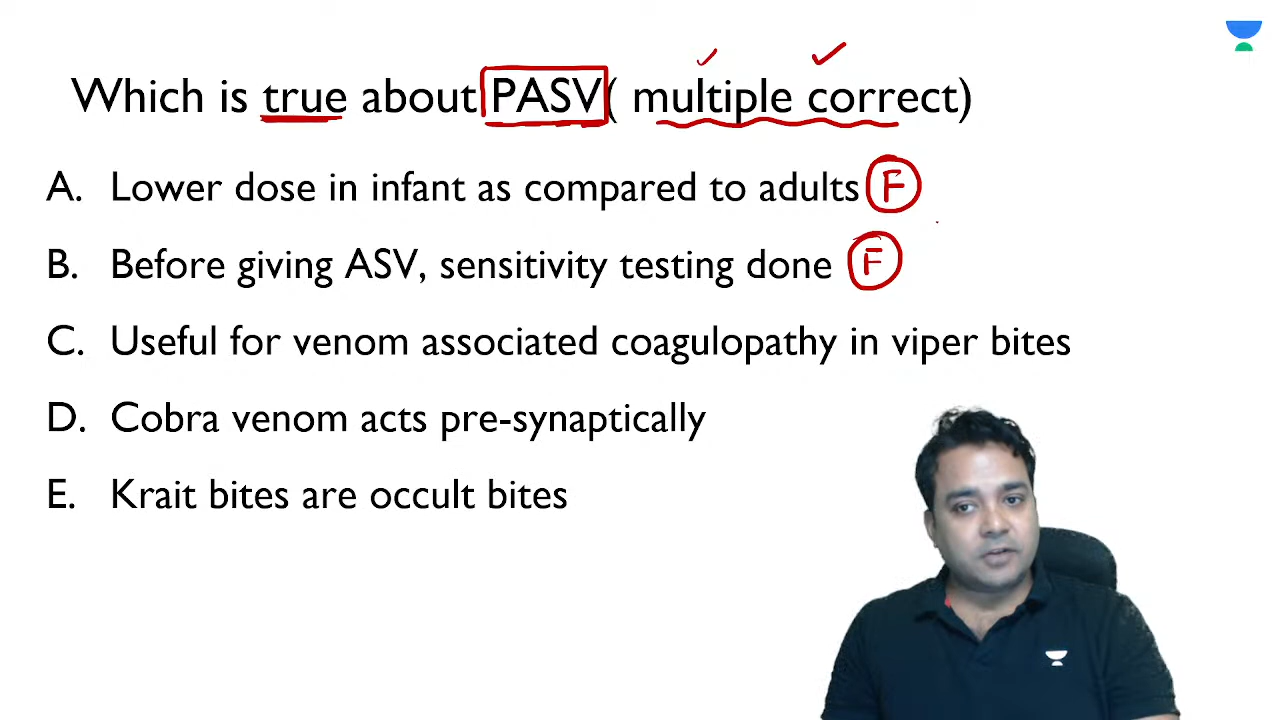 Which is true about PASV( multiple correct)
A. Lower dose in infant as compared to adults F
B. Before giving ASV, sensitivity testing done F
C. Useful for venom associated coagulopathy in viper bites
D. Cobra venom acts pre-synaptically
E. Krait bites are occult bites